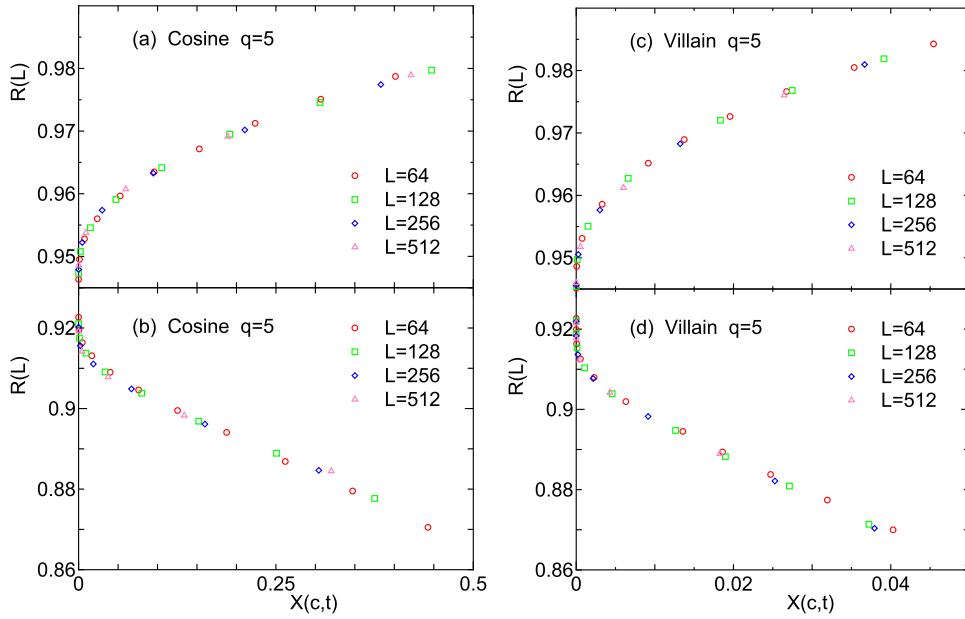 (a) Cosine q=5
R(L)
0.98
0.97
0.96
0.95
L=64
L=128
L=256
L=512
(b) Cosine q=5
R(L)
0.92
0.9
0.88
0.86
L=64
L=128
L=256
L=512
0
0.25
0.5
X(c,t)
(c) Villain q=5
R(L)
0.98
0.96
0.95
L=64
L=128
L=256
L=512
(d) Villain q=5
R(L)
0.92
0.9
0.88
0.86
L=64
L=128
L=256
L=512
0
0.02
0.04
X(c,t)